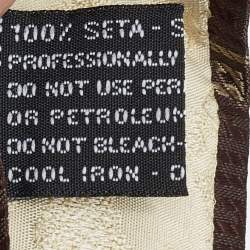 100% SETA - S
PROFESSIONALLY
DO NOT USE PER
OR PETROLEUM
DO NOT BLEACH-
COOL IRON - D